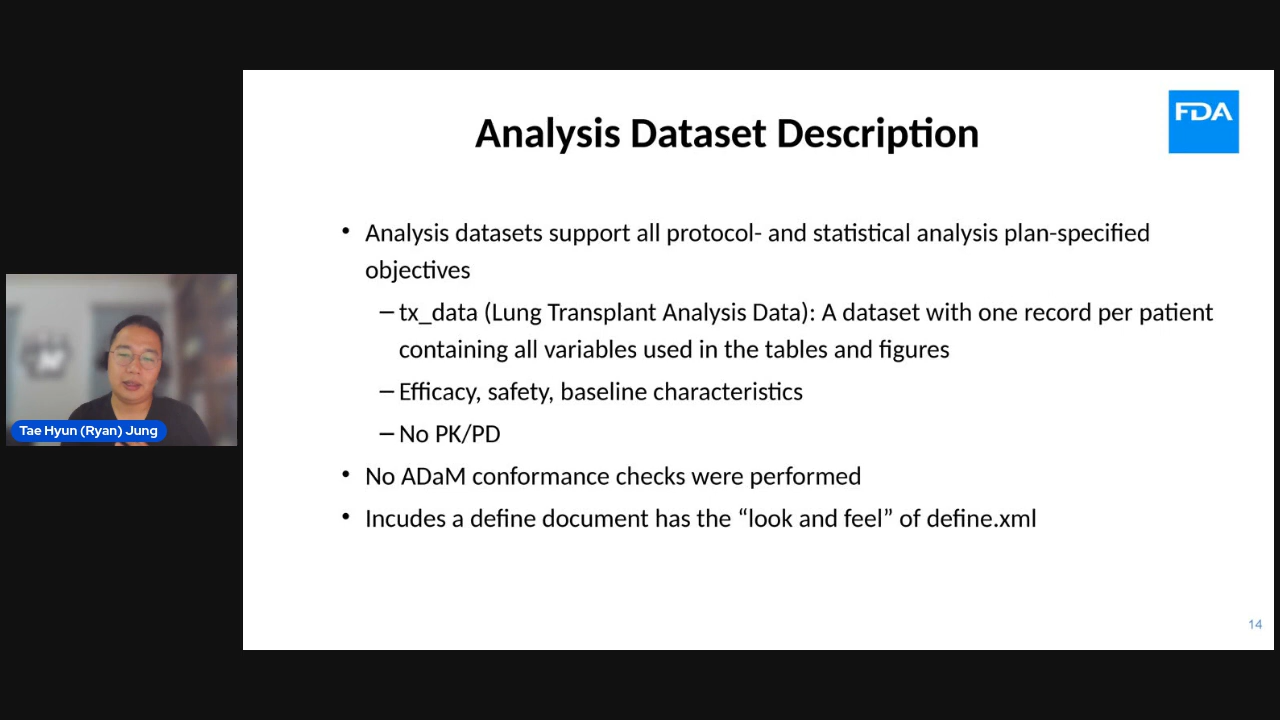 FDA
Analysis Dataset Description
• Analysis datasets support all protocol- and statistical analysis plan-specified
objectives
– tx_data (Lung Transplant Analysis Data): A dataset with one record per patient
containing all variables used in the tables and figures
– Efficacy, safety, baseline characteristics
– No PK/PD
• No ADaM conformance checks were performed
• Incudes a define document has the “look and feel” of define.xml
Tae Hyun (Ryan) Jung
14